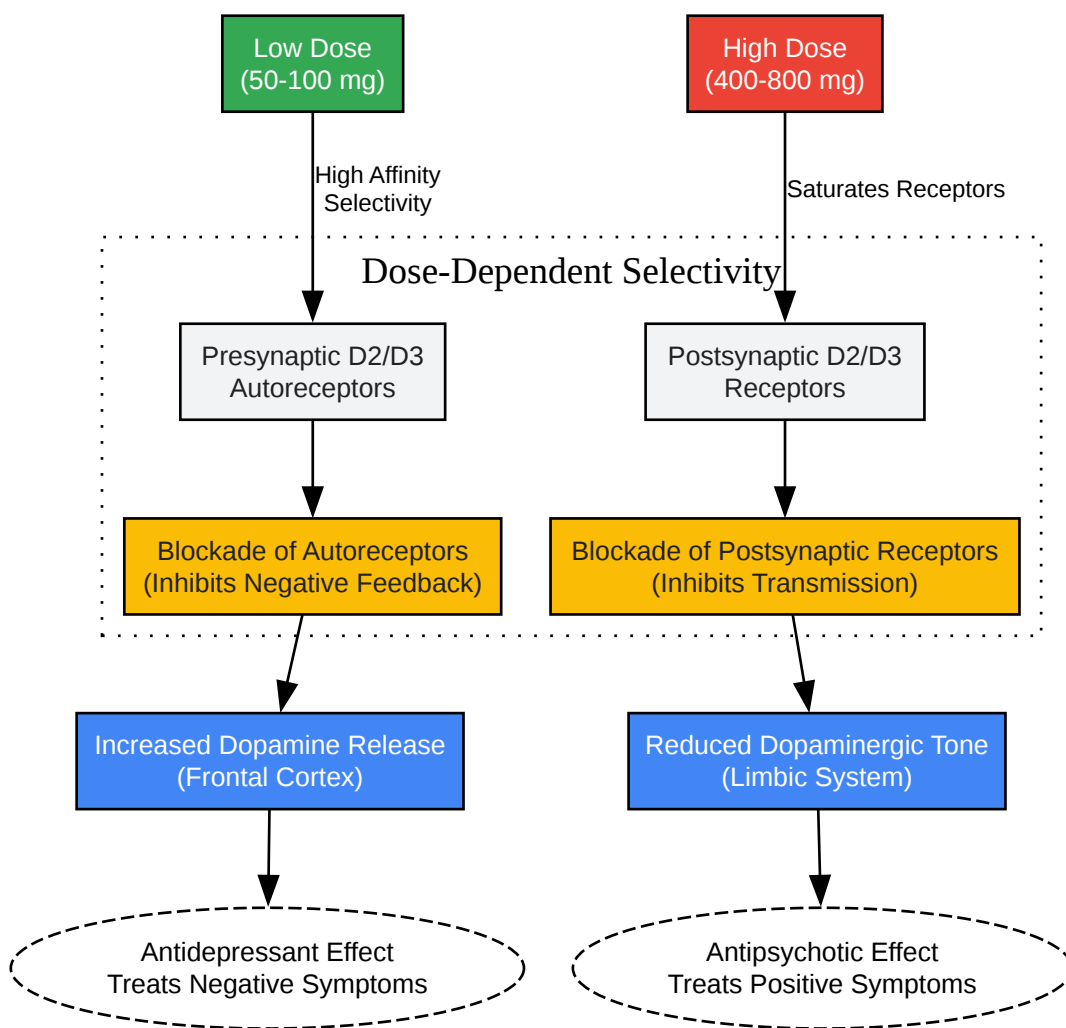 Low Dose
(50-100 mg)
High Dose
(400-800 mg)
High Affinity
Selectivity
Saturates Receptors
Dose-Dependent Selectivity
Presynaptic D2/D3
Autoreceptors
Postsynaptic D2/D3
Receptors
Blockade of Autoreceptors
(Inhibits Negative Feedback)
Blockade of Postsynaptic Receptors
(Inhibits Transmission)
Increased Dopamine Release
(Frontal Cortex)
Reduced Dopaminergic Tone
(Limbic System)
Antidepressant Effect
Treats Negative Symptoms
Antipsychotic Effect
Treats Positive Symptoms